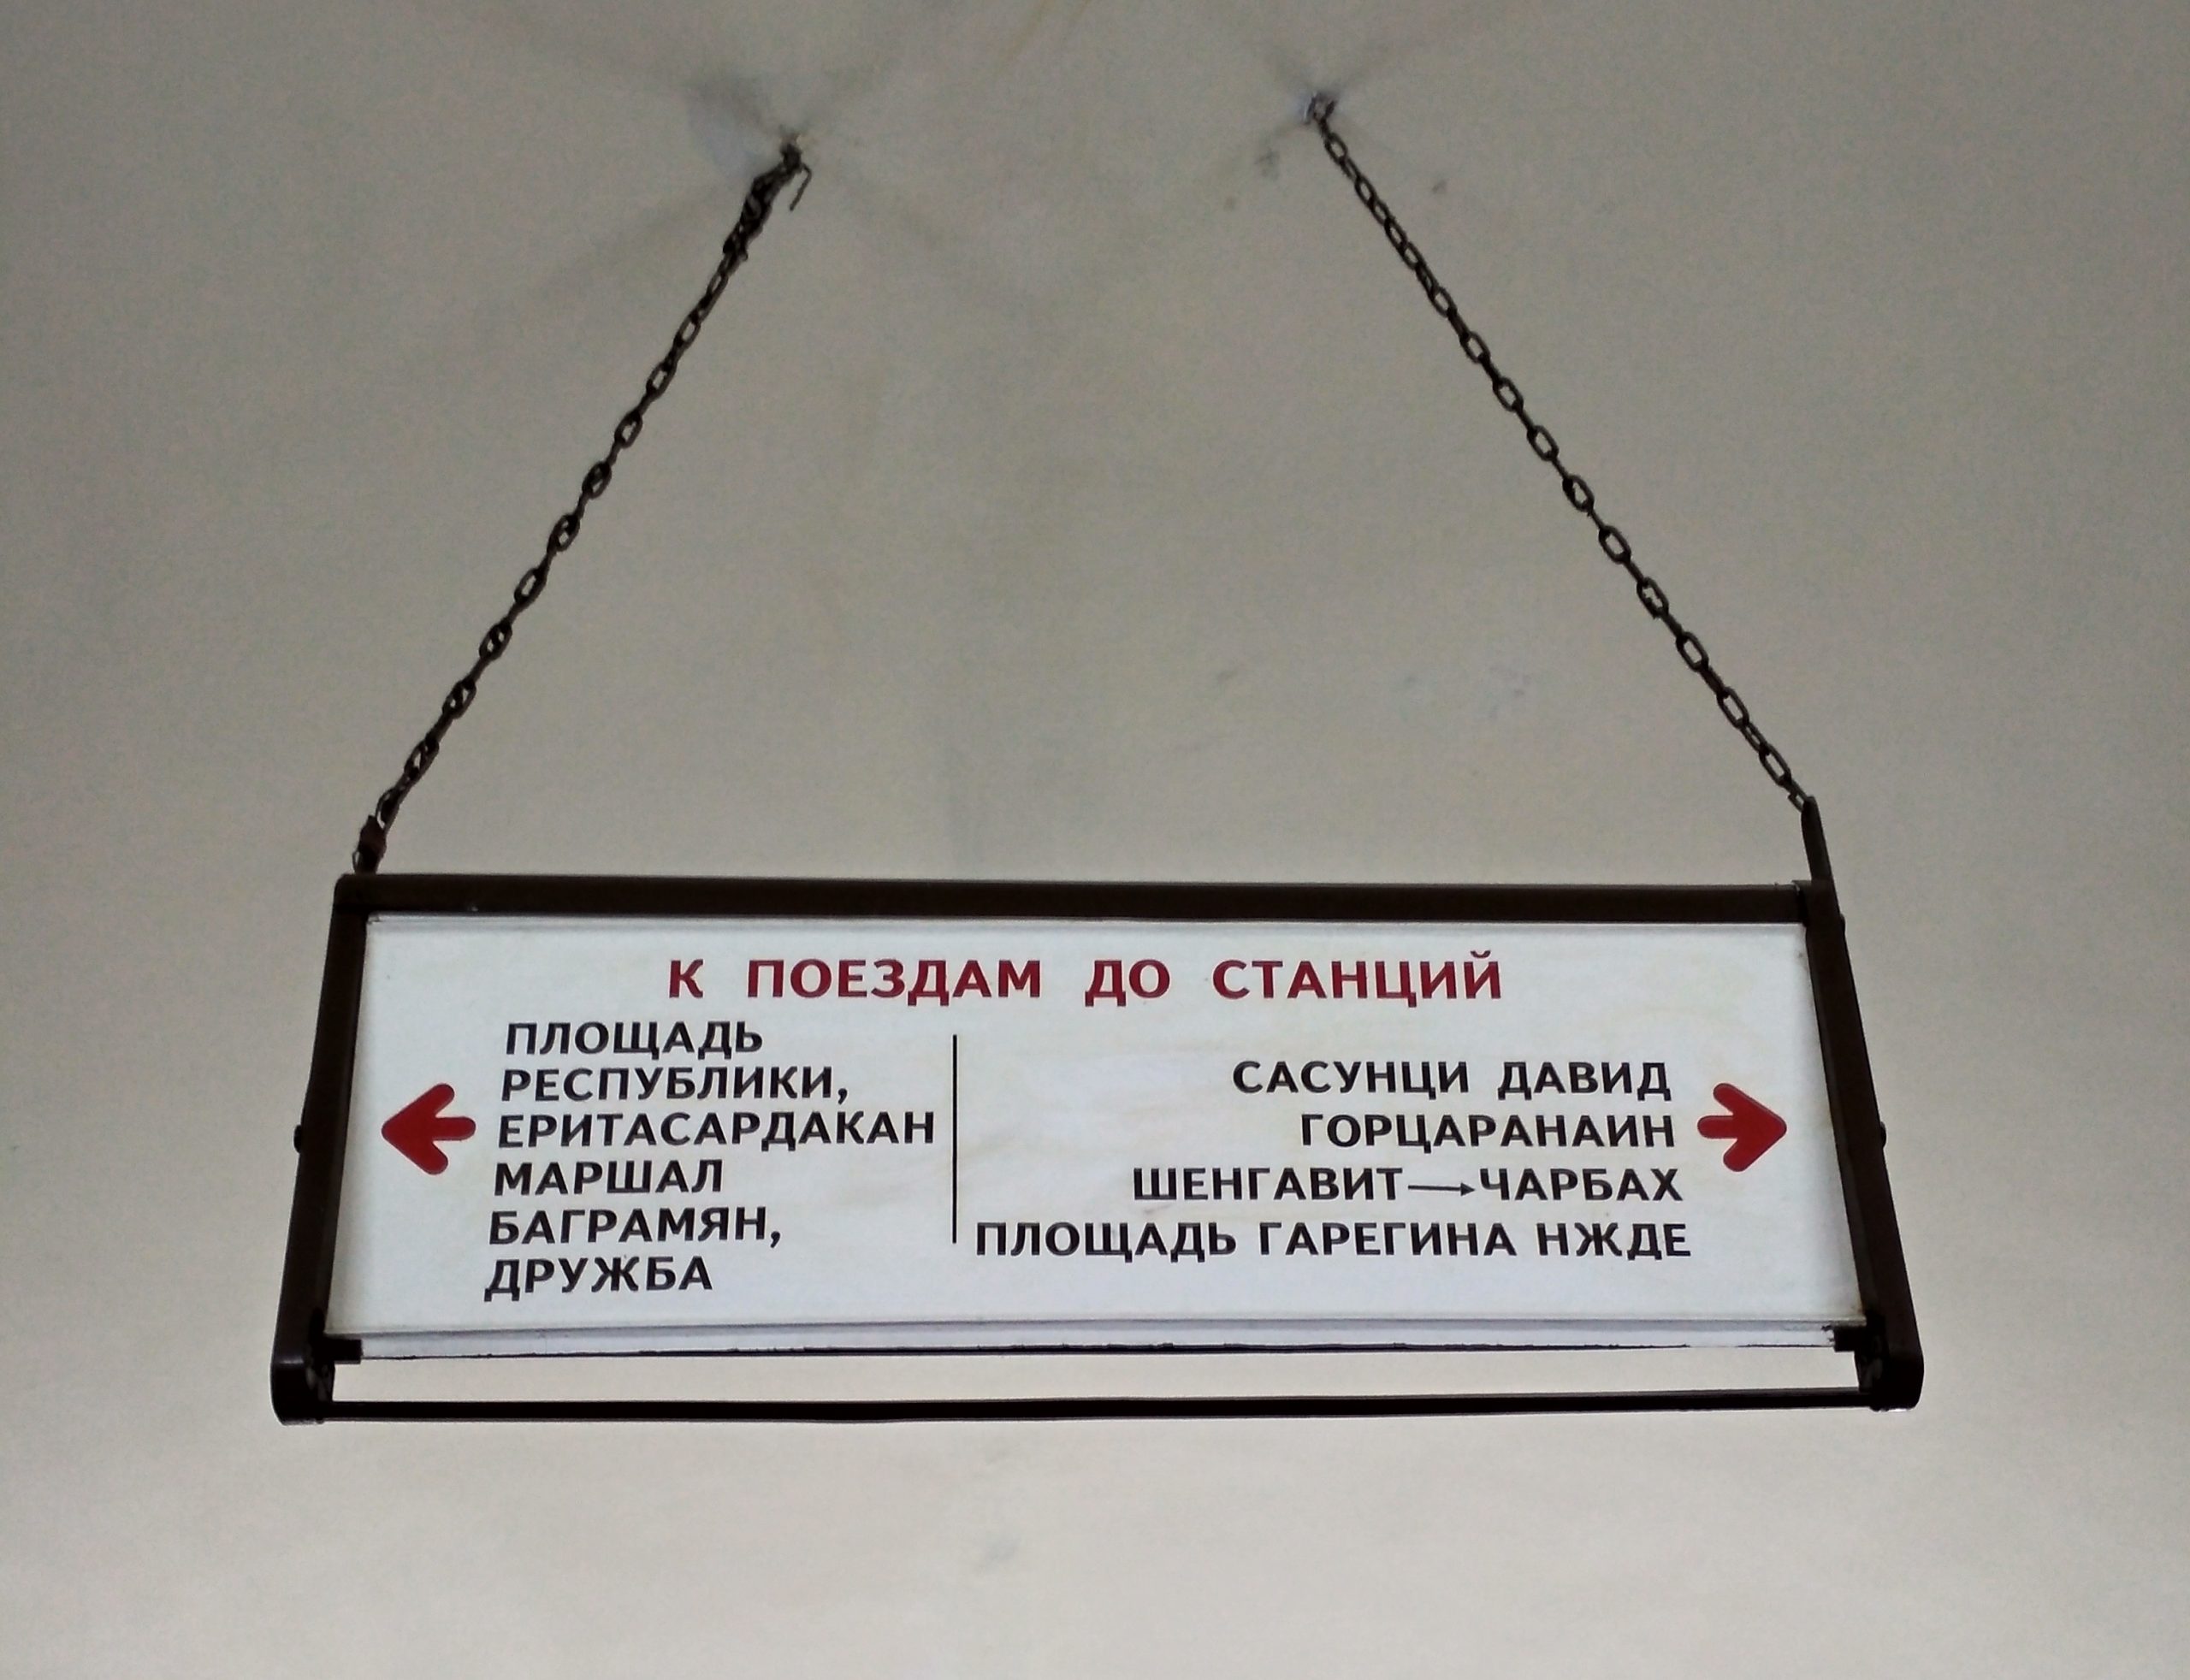 К ПОЕЗДАМ ДО СТАНЦИЙ
ПЛОЩАДЬ
РЕСПУБЛИКИ,
ЕРИТАСАРДАКАН
МАРШАЛ
БАГРАМЯН,
ДРУЖБА
САСУНЦИ ДАВИД
ГОРЦАРАНАИН
ШЕНГАВИТ→ЧАРБАХ
ПЛОЩАДЬ ГАРЕГИНА НЖДЕ